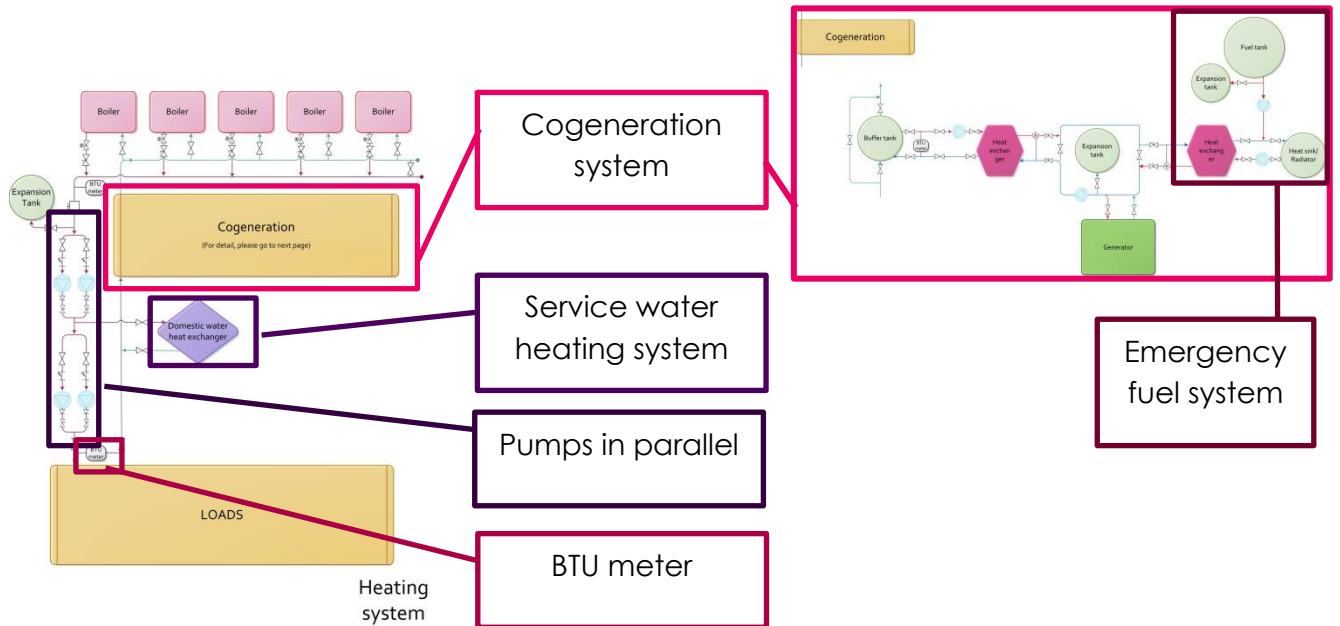 Boiler
Boiler
Boiler
Boiler
Boiler
BTU
meter
Expansion
Tank
Cogeneration
(For detail, please go to next page)
Domestic water
heat exchanger
BTU
meter
LOADS
Heating
system
Cogeneration
system
Service water
heating system
Pumps in parallel
BTU meter
Cogeneration
Buffer tank
BTU
meter
Heat
exchan
ger
Expansion
tank
Generator
Fuel tank
Expansion
tank
Heat
exchang
er
Heat sink/
Radiator
Emergency
fuel system